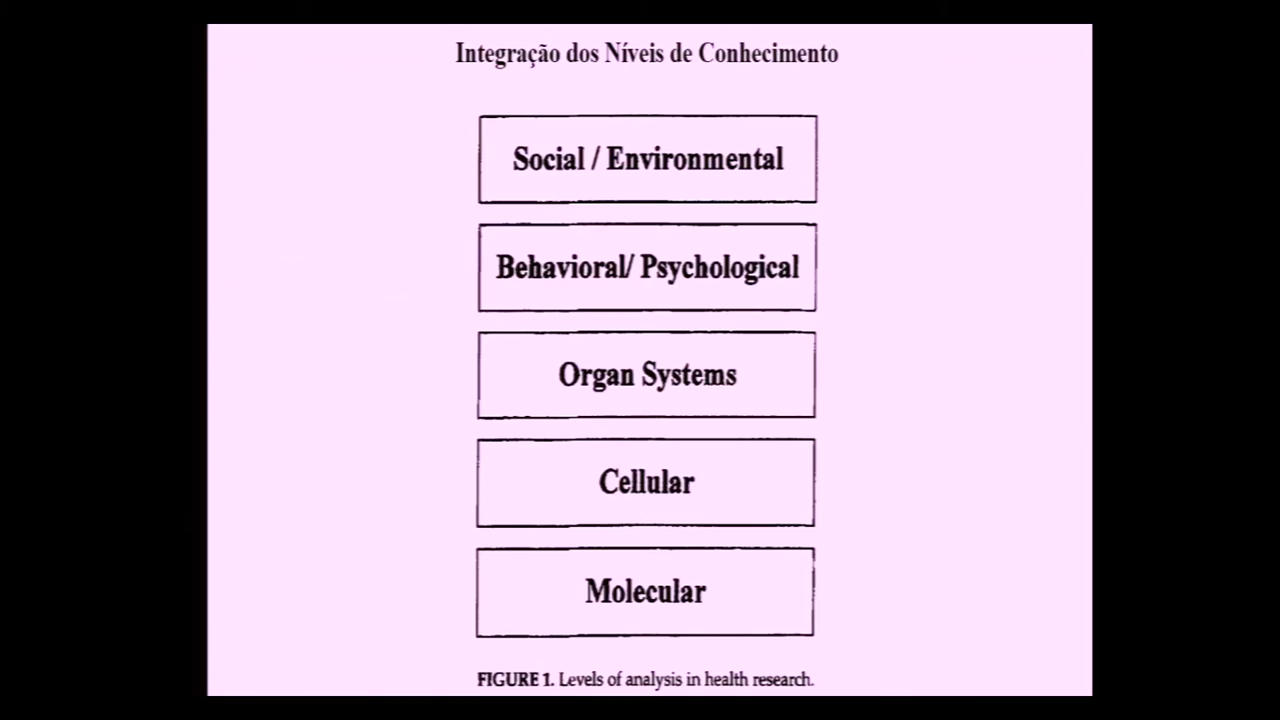 Integração dos Níveis de Conhecimento
Social / Environmental
Behavioral/ Psychological
Organ Systems
Cellular
Molecular
FIGURE 1. Levels of analysis in health research.